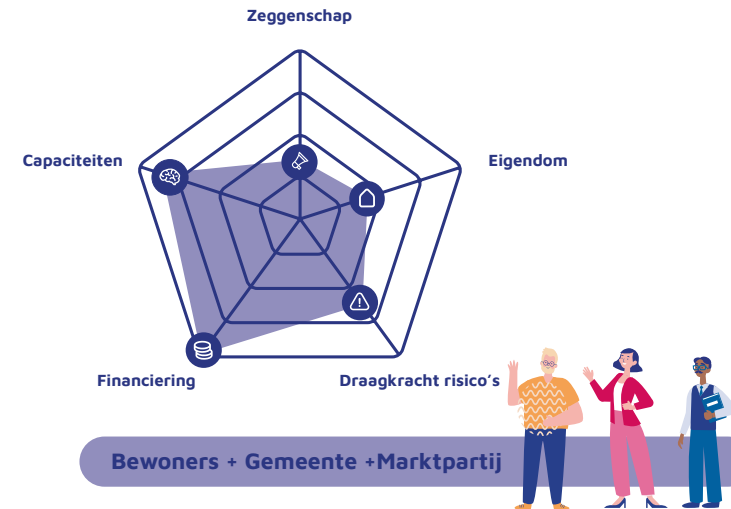 Zeggenschap
Capaciteiten
Eigendom
Financiering
Draagkracht risico's
Bewoners + Gemeente +Marktpartij